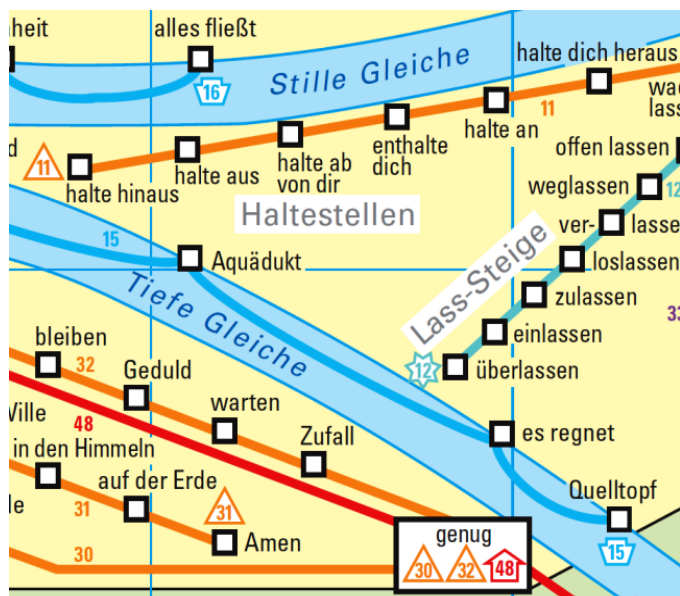 heit
alles fließt
16
Stille Gleiche
halte dich heraus
11
halte an
enthalte
dich
halte ab
von dir
halte aus
halte hinaus
d
11
Haltestellen
wac
lass
offen lassen
12
weglassen
ver- lasse
loslassen
zulassen
33
einlassen
überlassen
12
Lass-Steige
15
Aquädukt
Tiefe Gleiche
bleiben
32
Geduld
warten
Zufall
48
Ville
in den Himmeln
auf der Erde
31
le
31
Amen
30
es regnet
Quelltopf
15
genug
30 32 48